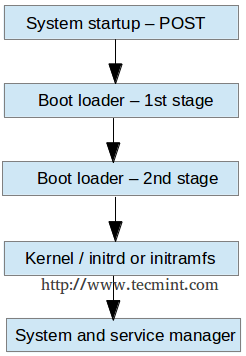 System startup – POST
Boot loader – 1st stage
Boot loader – 2nd stage
Kernel / initrd or initramfs
http://www.tecmint.com
System and service manager